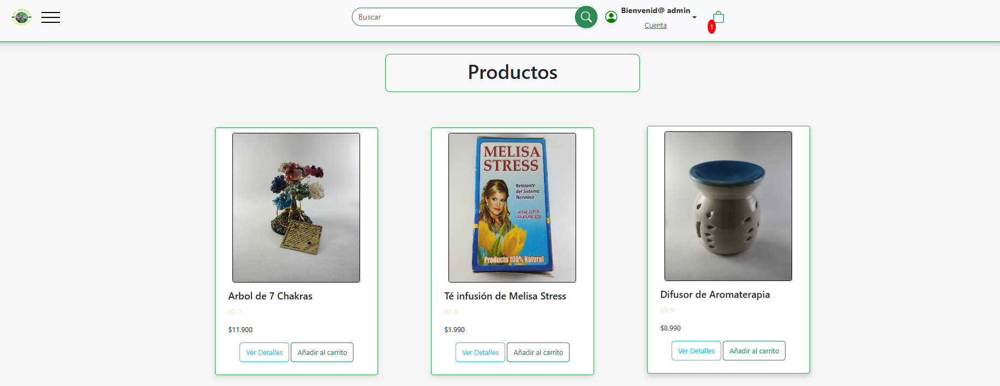 Buscar
Bienvenid@ admin
Cuenta
1
Productos
MELISA
STRESS
Relajante
del Sistema
Nervioso
LA SALUD POR
LA NATURALEZA
Producto 100% Natural
Arbol de 7 Chakras
ID: 7
$11.900
Ver Detalles
Añadir al carrito
Té infusión de Melisa Stress
ID: 8
$1.990
Ver Detalles
Añadir al carrito
Difusor de Aromaterapia
ID: 9
$8.990
Ver Detalles
Añadir al carrito